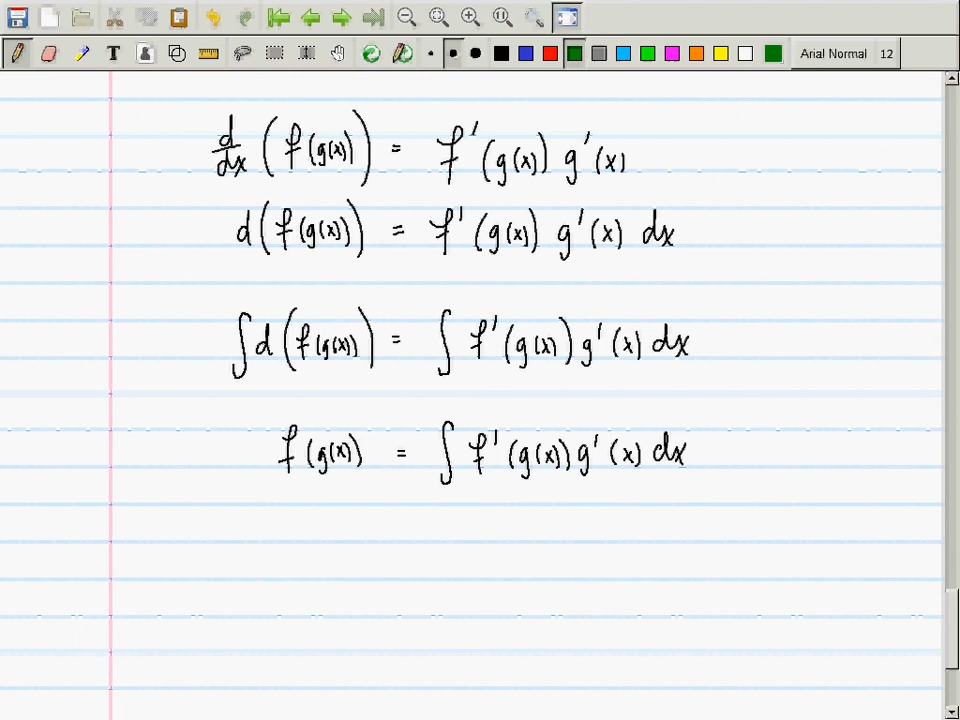 T Arial Normal 12
d/dx (f(g(x))) = f'(g(x)) g'(x)
d(f(g(x))) = f'(g(x)) g'(x) dx
∫d(f(g(x))) = ∫ f'(g(x)) g'(x) dx
f(g(x)) = ∫ f'(g(x)) g'(x) dx